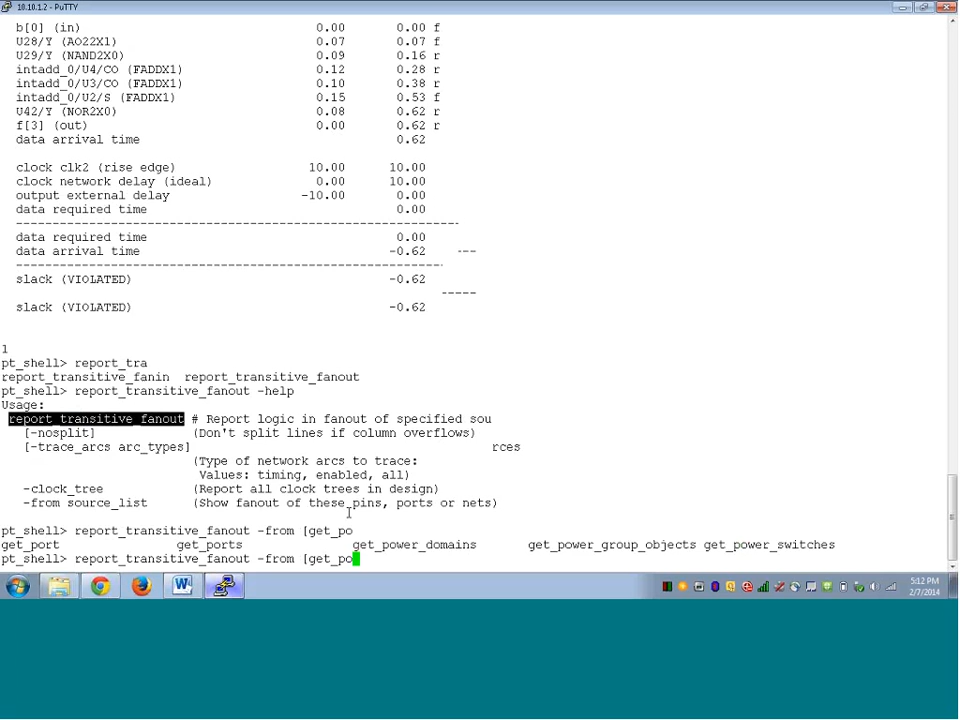 10.10.1.2 - PuTTY
b[0] (in) 0.00 0.00 f
U28/Y (AO22X1) 0.07 0.07 f
U29/Y (NAND2X0) 0.09 0.16 r
intadd_0/U4/CO (FADDX1) 0.12 0.28 r
intadd_0/U3/CO (FADDX1) 0.10 0.38 r
intadd_0/U2/S (FADDX1) 0.15 0.53 f
U42/Y (NOR2X0) 0.08 0.62 r
f[3] (out) 0.00 0.62 r
data arrival time 0.62
clock clk2 (rise edge) 10.00 10.00
clock network delay (ideal) 0.00 10.00
output external delay -10.00 0.00
data required time 0.00
---------------------------------------------------------------
data required time 0.00
data arrival time -0.62 ---
-------------------------------------------------------------
slack (VIOLATED) -0.62
-----
slack (VIOLATED) -0.62
1
pt_shell> report_tra
report_transitive_fanin report_transitive_fanout
pt_shell> report_transitive_fanout -help
Usage:
report_transitive_fanout # Report logic in fanout of specified sou
[-nosplit] (Don't split lines if column overflows)
[-trace_arcs arc_types] rces
(Type of network arcs to trace:
Values: timing, enabled, all)
-clock_tree (Report all clock trees in design)
-from source_list (Show fanout of these pins, ports or nets)
pt_shell> report_transitive_fanout -from [get_po
get_port get_ports get_power_domains get_power_group_objects get_power_switches
pt_shell> report_transitive_fanout -from [get_po
5:12 PM
2/7/2014